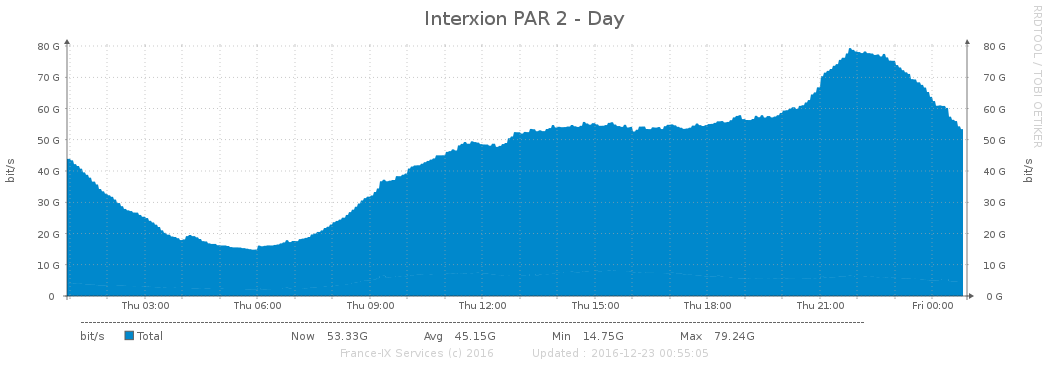 Interxion PAR 2 - Day
RRDTOOL / TOBI OETIKER
80 G 80 G
70 G 70 G
60 G 60 G
50 G 50 G
40 G 40 G
30 G 30 G
20 G 20 G
10 G 10 G
0 0 G
bit/s bit/s
Thu 03:00 Thu 06:00 Thu 09:00 Thu 12:00 Thu 15:00 Thu 18:00 Thu 21:00 Fri 00:00
bit/s Total Now 53.33G Avg 45.15G Min 14.75G Max 79.24G
France-IX Services (c) 2016 Updated : 2016-12-23 00:55:05